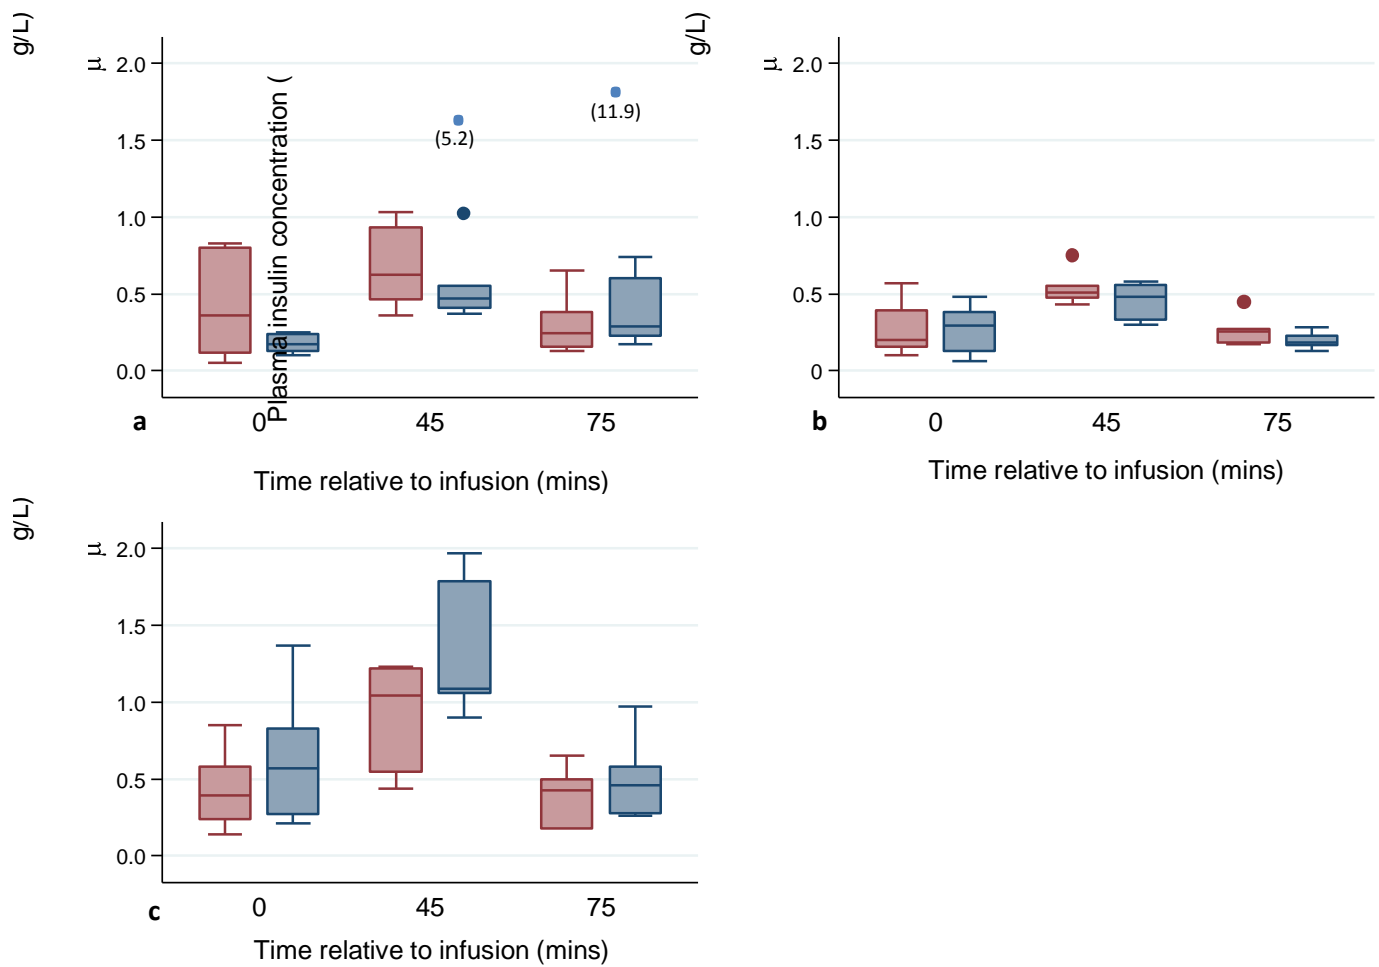 g/L)
μ
Plasma insulin concentration (
2.0
1.5
1.0
0.5
0.0
(5.2)
(11.9)
a
0
45
75
Time relative to infusion (mins)
g/L)
μ
2.0
1.5
1.0
0.5
0
b
0
45
75
Time relative to infusion (mins)
g/L)
μ
2.0
1.5
1.0
0.5
0.0
c
0
45
75
Time relative to infusion (mins)